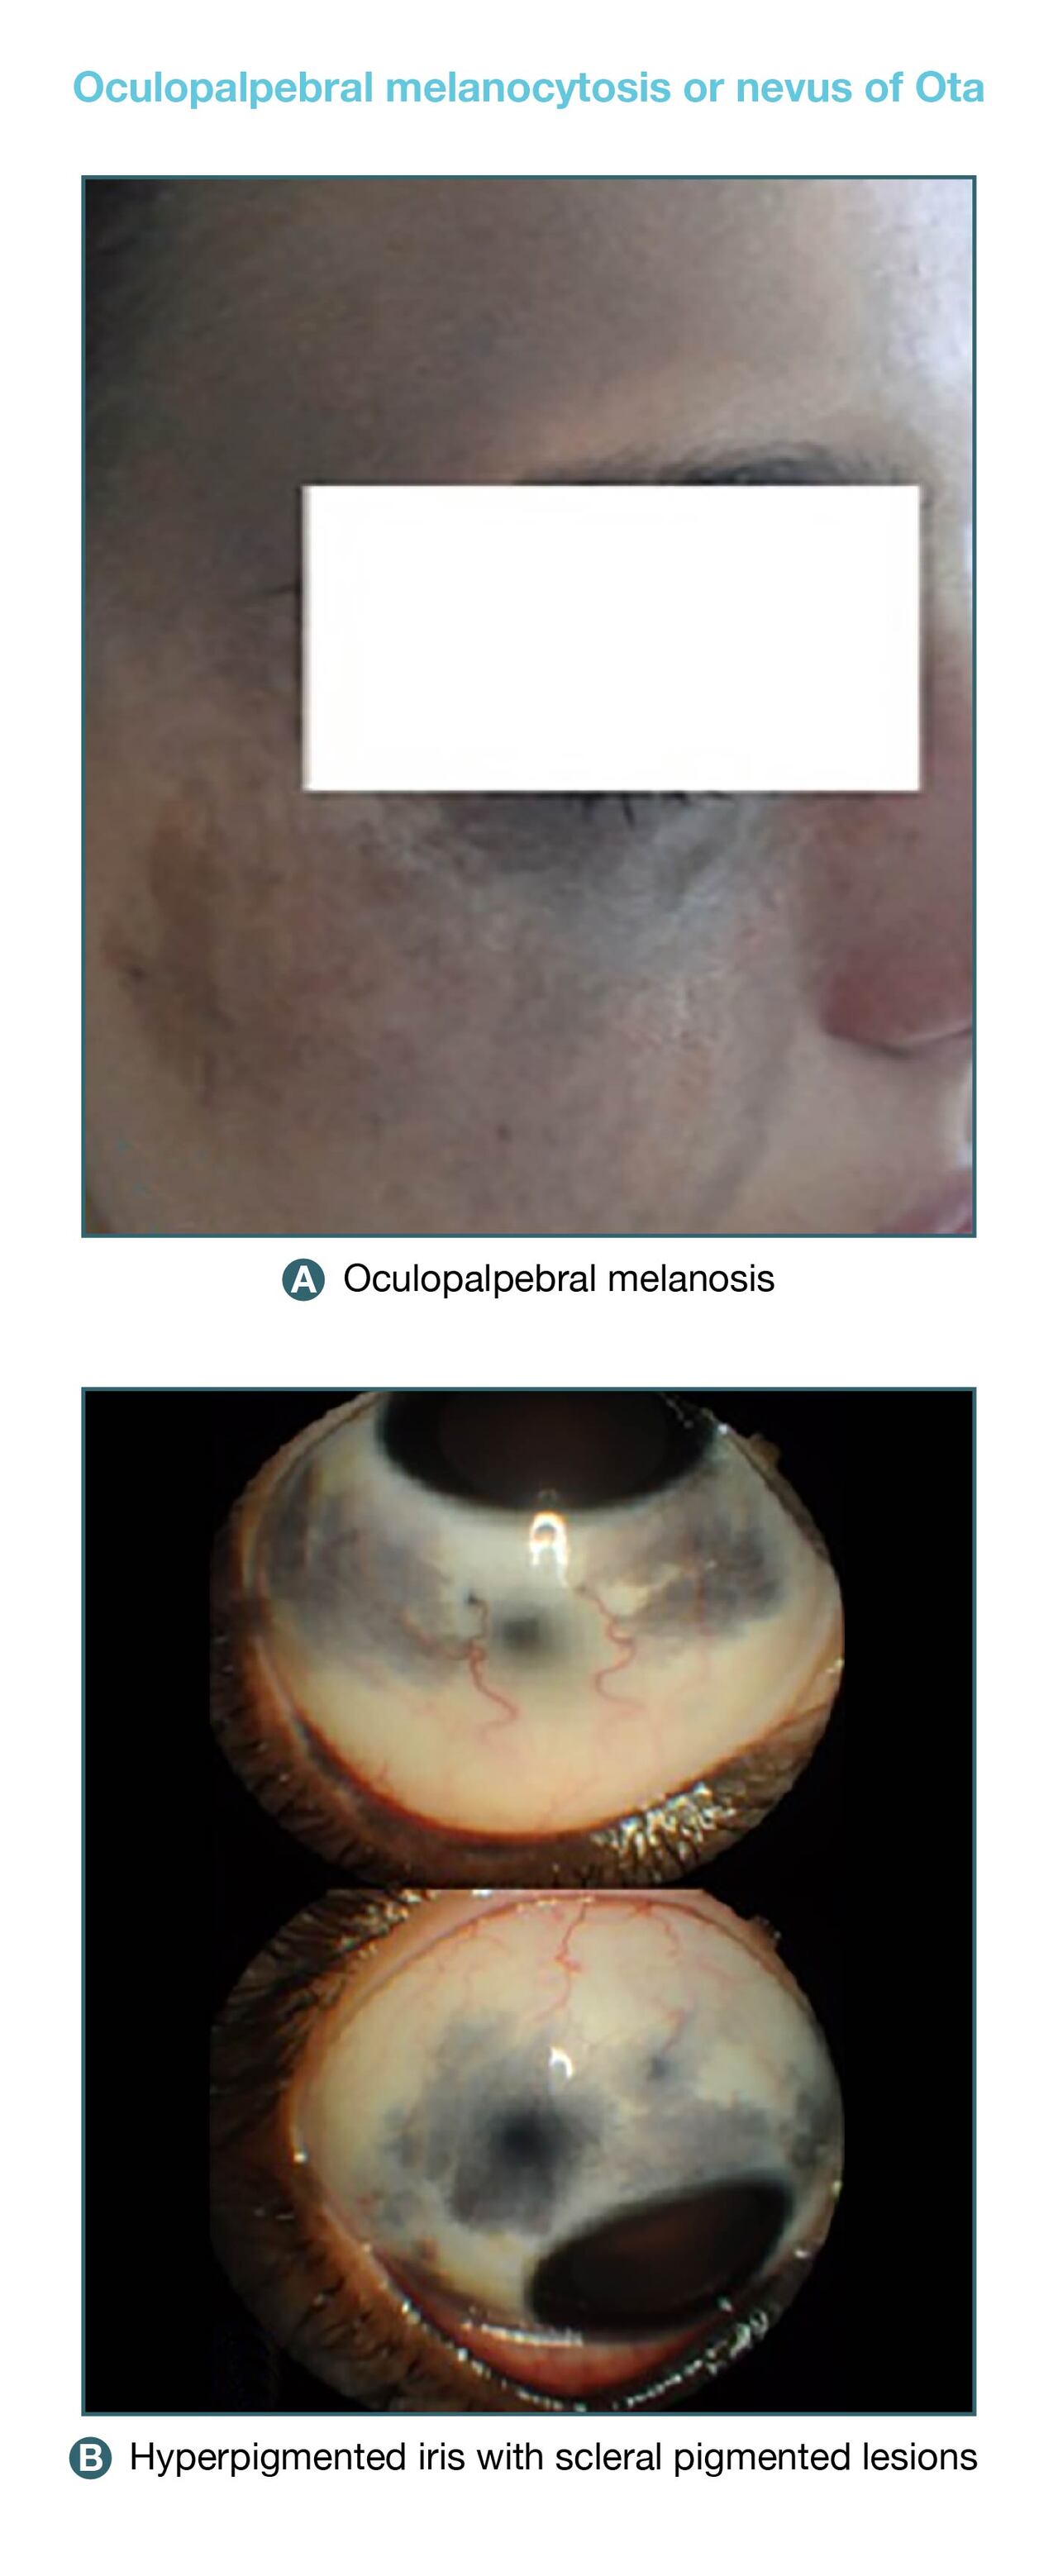 Oculopalpebral melanocytosis or nevus of Ota
A Oculopalpebral melanosis
B Hyperpigmented iris with scleral pigmented lesions